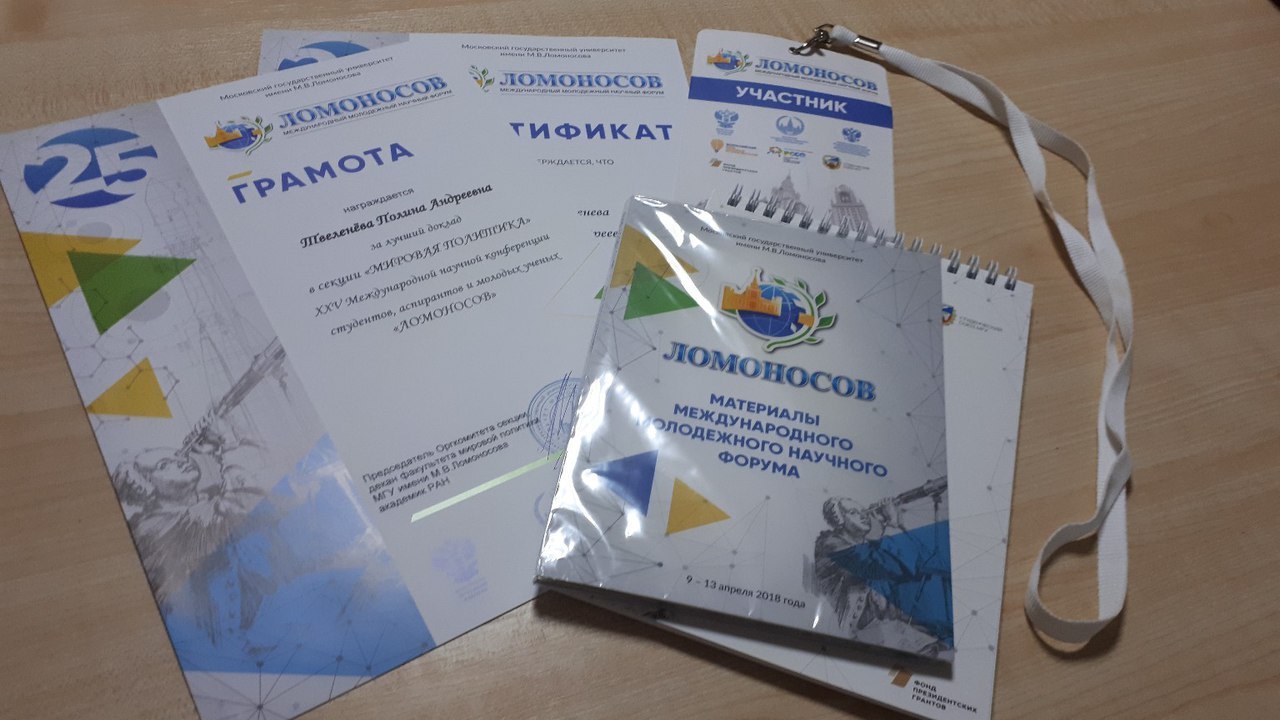 25
Московский государственный университет
имени М.В.Ломоносова
ЛОМОНОСОВ
МЕЖДУНАРОДНЫЙ МОЛОДЕЖНЫЙ НАУЧНЫЙ ФОРУМ
ГРАМОТА
награждается
Твеленёва Полина Андреевна
за лучший доклад
в секции «МИРОВАЯ ПОЛИТИКА»
XXV Международной научной конференции
студентов, аспирантов и молодых ученых
«ЛОМОНОСОВ»
Председатель Оргкомитета секции,
декан факультета мировой политики
МГУ имени М.В.Ломоносова
академик РАН
Московский государственный университет
имени М.В.Ломоносова
ЛОМОНОСОВ
МЕЖДУНАРОДНЫЙ МОЛОДЕЖНЫЙ НАУЧНЫЙ ФОРУМ
ТИФИКАТ
РЖДАЕТСЯ, ЧТО
ЛОМОНОСОВ
МЕЖДУНАРОДНЫЙ МОЛОДЕЖНЫЙ НАУЧНЫЙ ФОРУМ
УЧАСТНИК
Московский государственный университет
имени М.В.Ломоносова
ЛОМОНОСОВ
МАТЕРИАЛЫ
МЕЖДУНАРОДНОГО
МОЛОДЕЖНОГО НАУЧНОГО
ФОРУМА
9 – 13 апреля 2018 года
СТУДЕНЧЕСКИЙ
СОЮЗ МГУ
ФОНД
ПРЕЗИДЕНТСКИХ
ГРАНТОВ